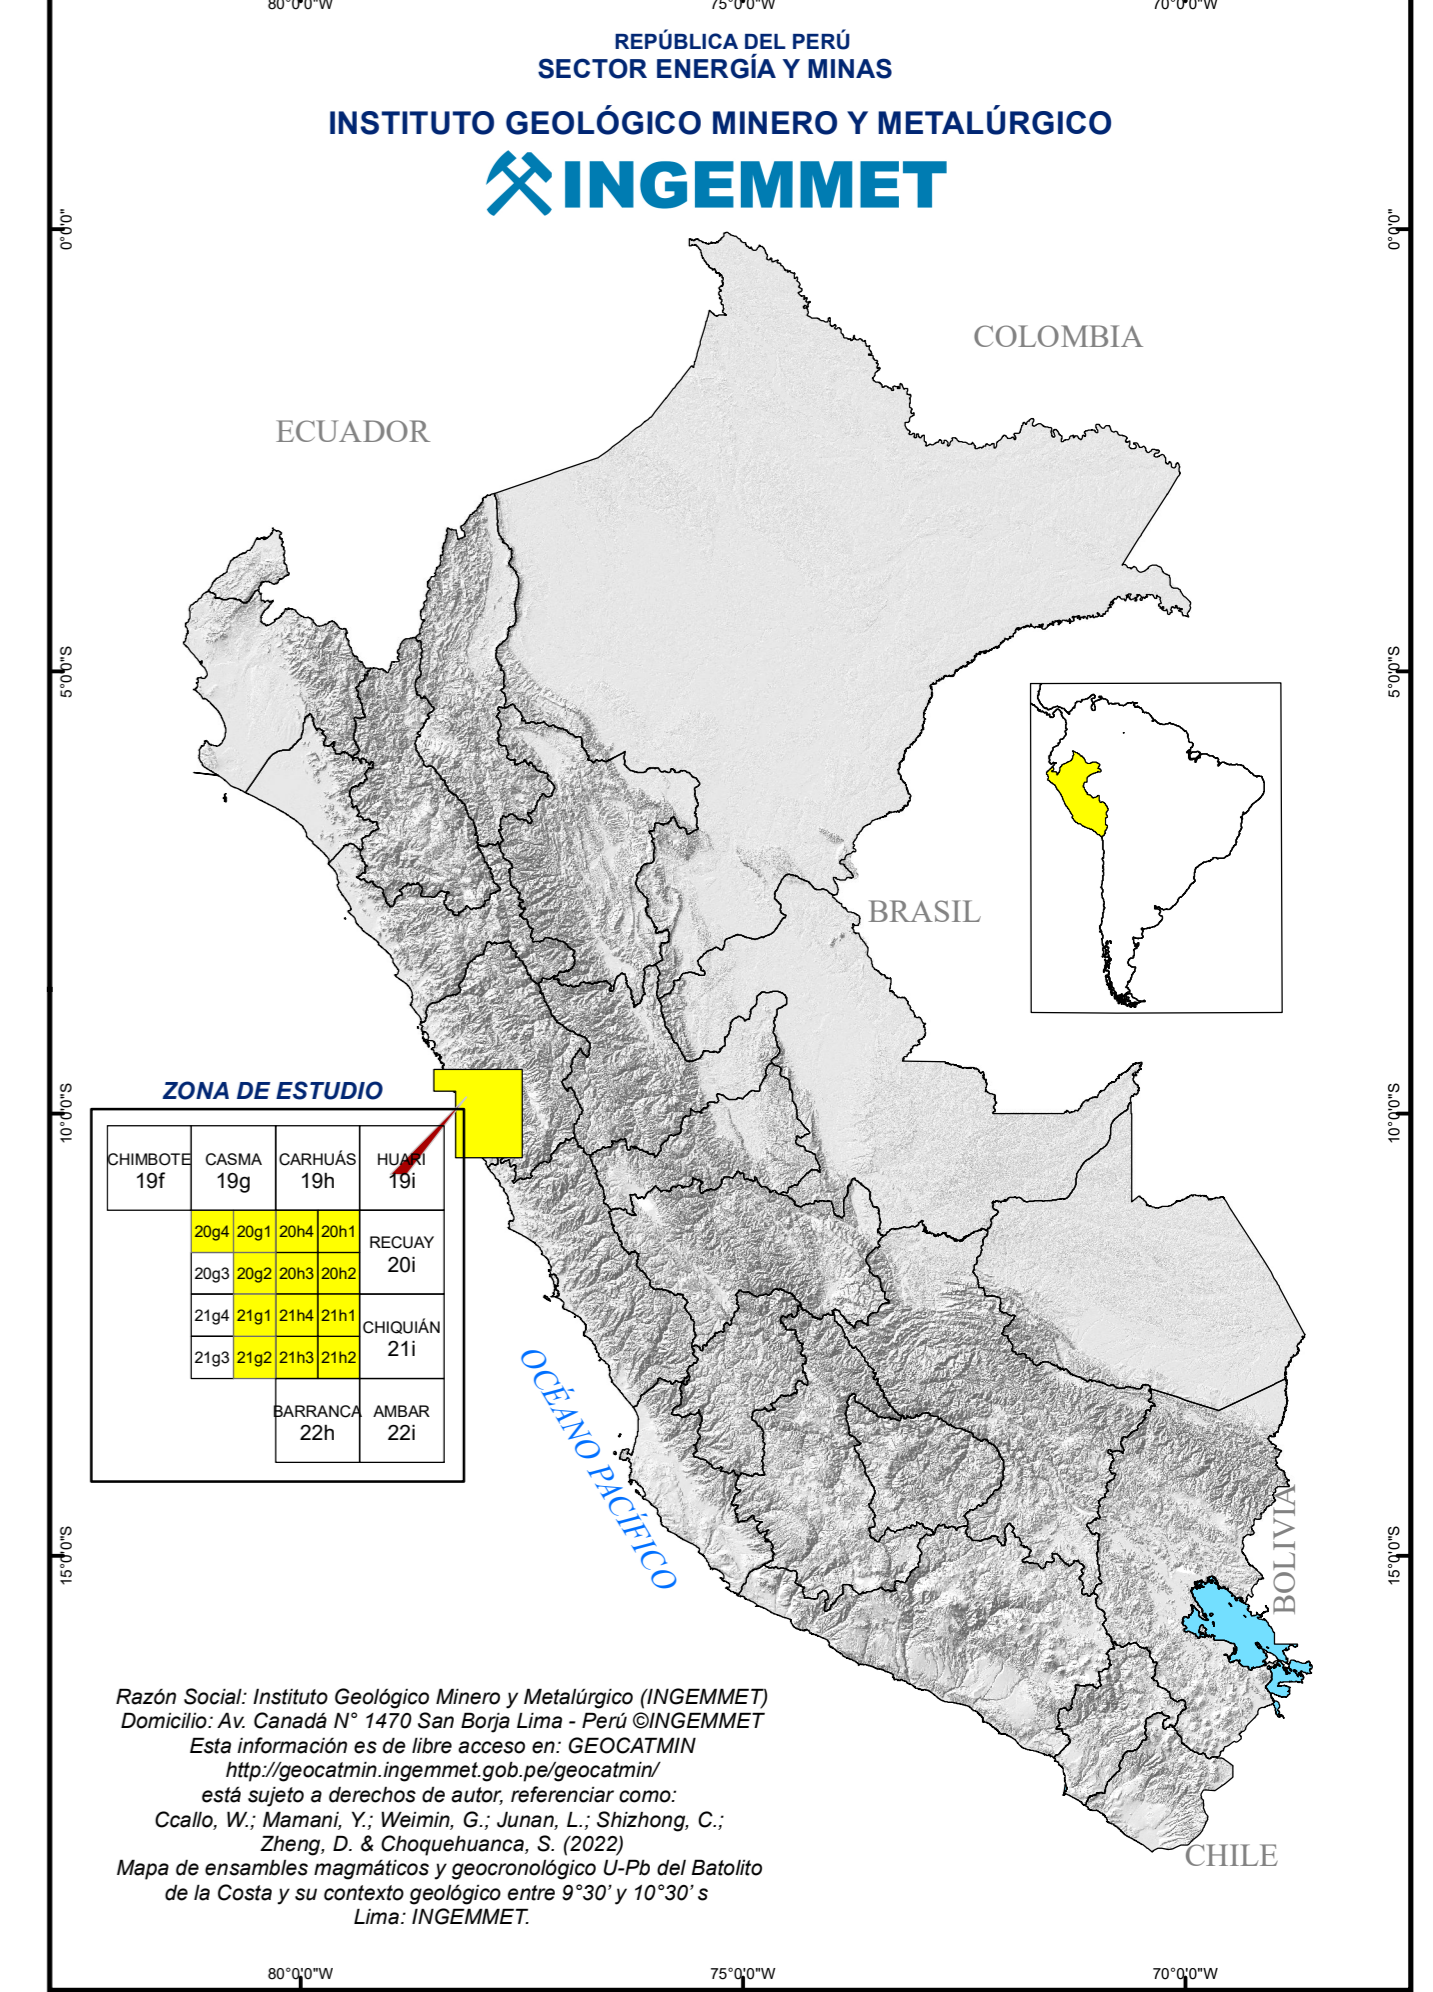 80°0'0"W 75°0'0"W 70°0'0"W
REPÚBLICA DEL PERÚ
SECTOR ENERGÍA Y MINAS
INSTITUTO GEOLÓGICO MINERO Y METALÚRGICO
INGEMMET
0°0'0" 0°0'0"
COLOMBIA
ECUADOR
5°0'0"S 5°0'0"S
BRASIL
ZONA DE ESTUDIO
10°0'0"S 10°0'0"S
CHIMBOTE CASMA CARHUÁS HUARI
19f 19g 19h 19i
20g4 20g1 20h4 20h1
RECUAY
20i
20g3 20g2 20h3 20h2
21g4 21g1 21h4 21h1
CHIQUIÁN
21i
21g3 21g2 21h3 21h2
BARRANCA AMBAR
22h 22i
OCÉANO PACÍFICO
15°0'0"S 15°0'0"S
BOLIVIA
Razón Social: Instituto Geológico Minero y Metalúrgico (INGEMMET)
Domicilio: Av. Canadá N° 1470 San Borja Lima - Perú ©INGEMMET
Esta información es de libre acceso en: GEOCATMIN
http://geocatmin.ingemmet.gob.pe/geocatmin/
está sujeto a derechos de autor, referenciar como:
Ccallo, W.; Mamani, Y.; Weimin, G.; Junan, L.; Shizhong, C.;
Zheng, D. & Choquehuanca, S. (2022)
Mapa de ensambles magmáticos y geocronológico U-Pb del Batolito
de la Costa y su contexto geológico entre 9°30’ y 10°30’ s
Lima: INGEMMET.
CHILE
80°0'0"W 75°0'0"W 70°0'0"W